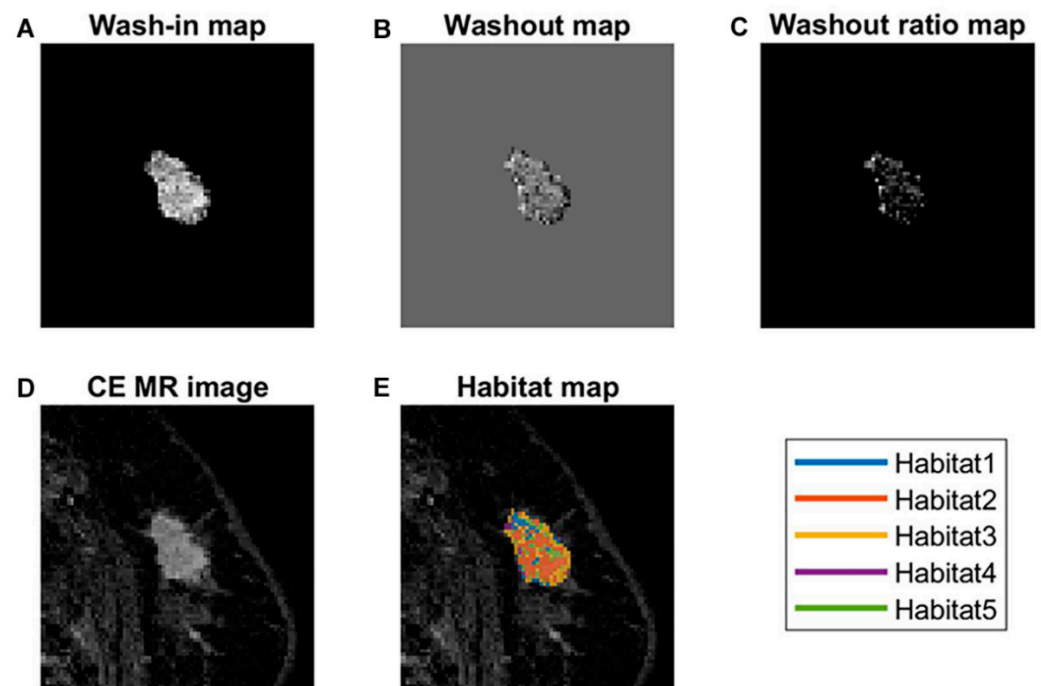 A Wash-in map
B Washout map
C Washout ratio map
D CE MR image
E Habitat map
Habitat1
Habitat2
Habitat3
Habitat4
Habitat5